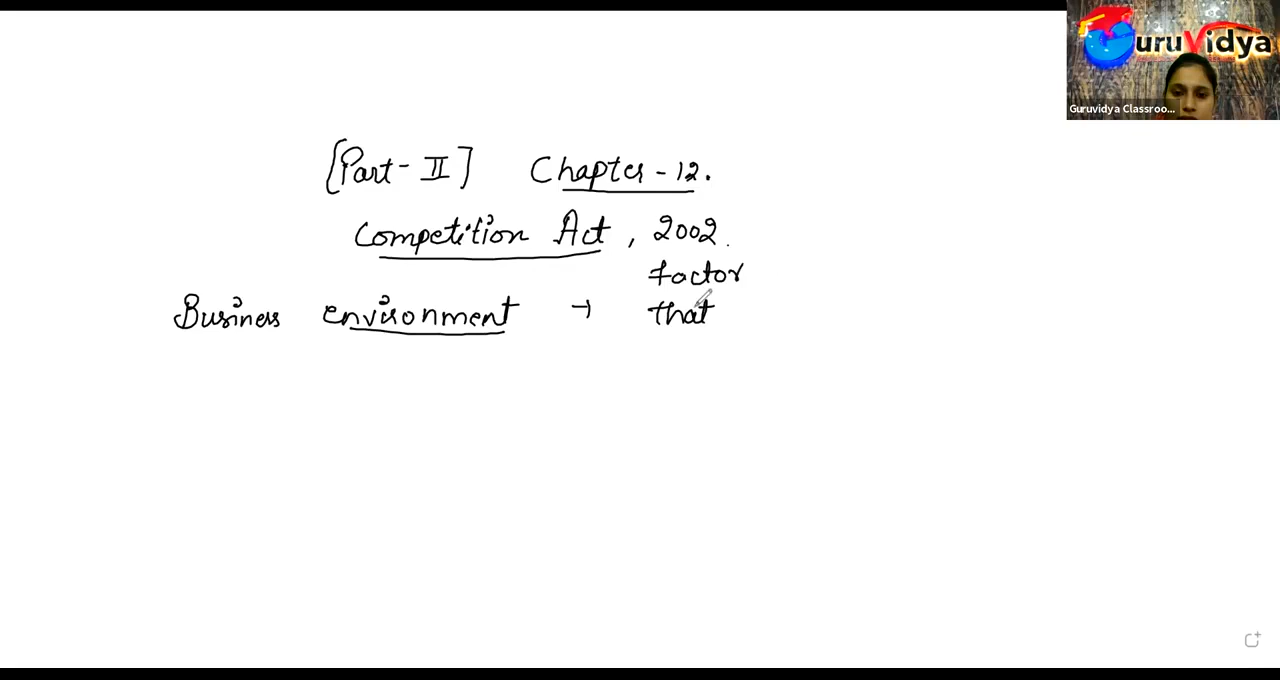 GuruVidya
Guruvidya Classroo...
[Part - II] Chapter - 12.
Competition Act, 2002.
factor
Business environment → that